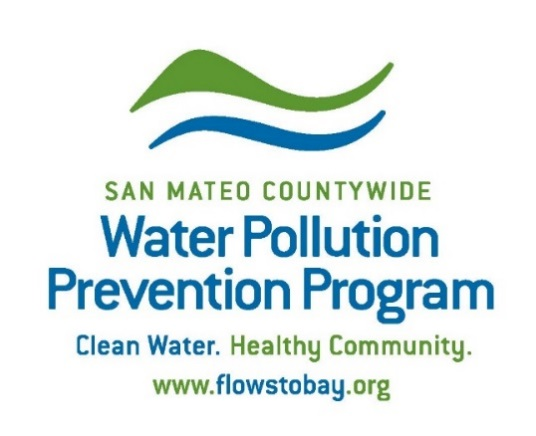 SAN MATEO COUNTYWIDE
Water Pollution
Prevention Program
Clean Water. Healthy Community.
www.flowstobay.org